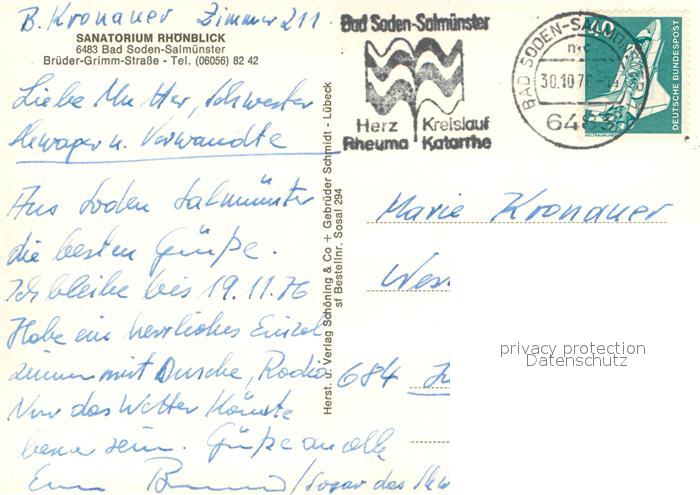 B. Kronauer Zimmer 211
SANATORIUM RHÖNBLICK
6483 Bad Soden-Salmünster
Brüder-Grimm-Straße - Tel. (06056) 82 42
Liebe Mutter, Schwester
u. Verwandte
Aus Soden Salmünster
die besten Grüße.
Ich bleibe bis 19.11.76
Habe ein herrliches Einzel
zimmer mit Dusche, Radio
Nur das Wetter könnte
besser sein. Grüße an alle
Sogar das
Herst. u. Verlag Schöning & Co + Gebrüder Schmidt - Lübeck
sf Bestellnr. Sosal 294
Bad Soden-Salmünster
Herz Kreislauf
Rheuma Katarrhe
BAD SODEN-SALMÜNSTER
30.10.76
6483
40
DEUTSCHE BUNDESPOST
WELTRAUMLABOR
Marie Kronauer
684
privacy protection
Datenschutz